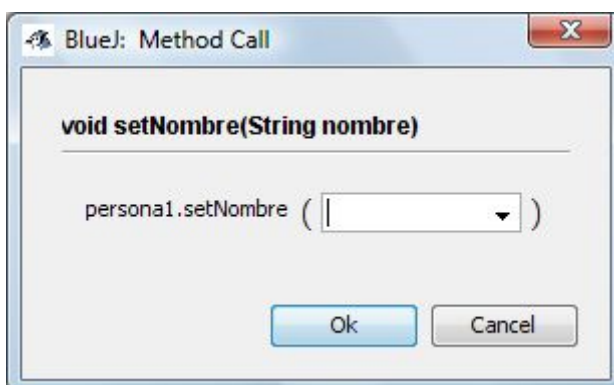 BlueJ: Method Call
void setNombre(String nombre)
persona1.setNombre ( )
Ok Cancel